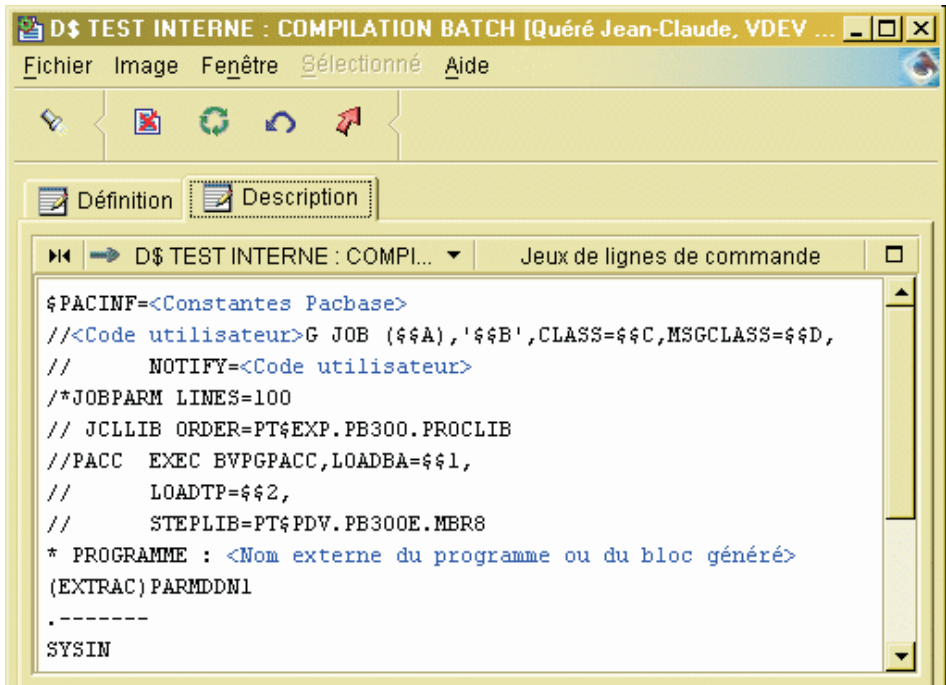 D$ TEST INTERNE : COMPILATION BATCH [Quéré Jean-Claude, VDEV ...
Fichier Image Fenêtre Sélectionné Aide
Définition Description
D$ TEST INTERNE : COMPI... Jeux de lignes de commande
$PACINF=<Constantes Pacbase>
//<Code utilisateur>G JOB ($$A),'$$B',CLASS=$$C,MSGCLASS=$$D,
// NOTIFY=<Code utilisateur>
/*JOBPARM LINES=100
// JCLLIB ORDER=PT$EXP.PB300.PROCLIB
//PACC EXEC BVPGPACC,LOADBA=$$1,
// LOADTP=$$2,
// STEPLIB=PT$PDV.PB300E.MBR8
* PROGRAMME : <Nom externe du programme ou du bloc généré>
(EXTRAC)PARMDDN1
.-------
SYSIN